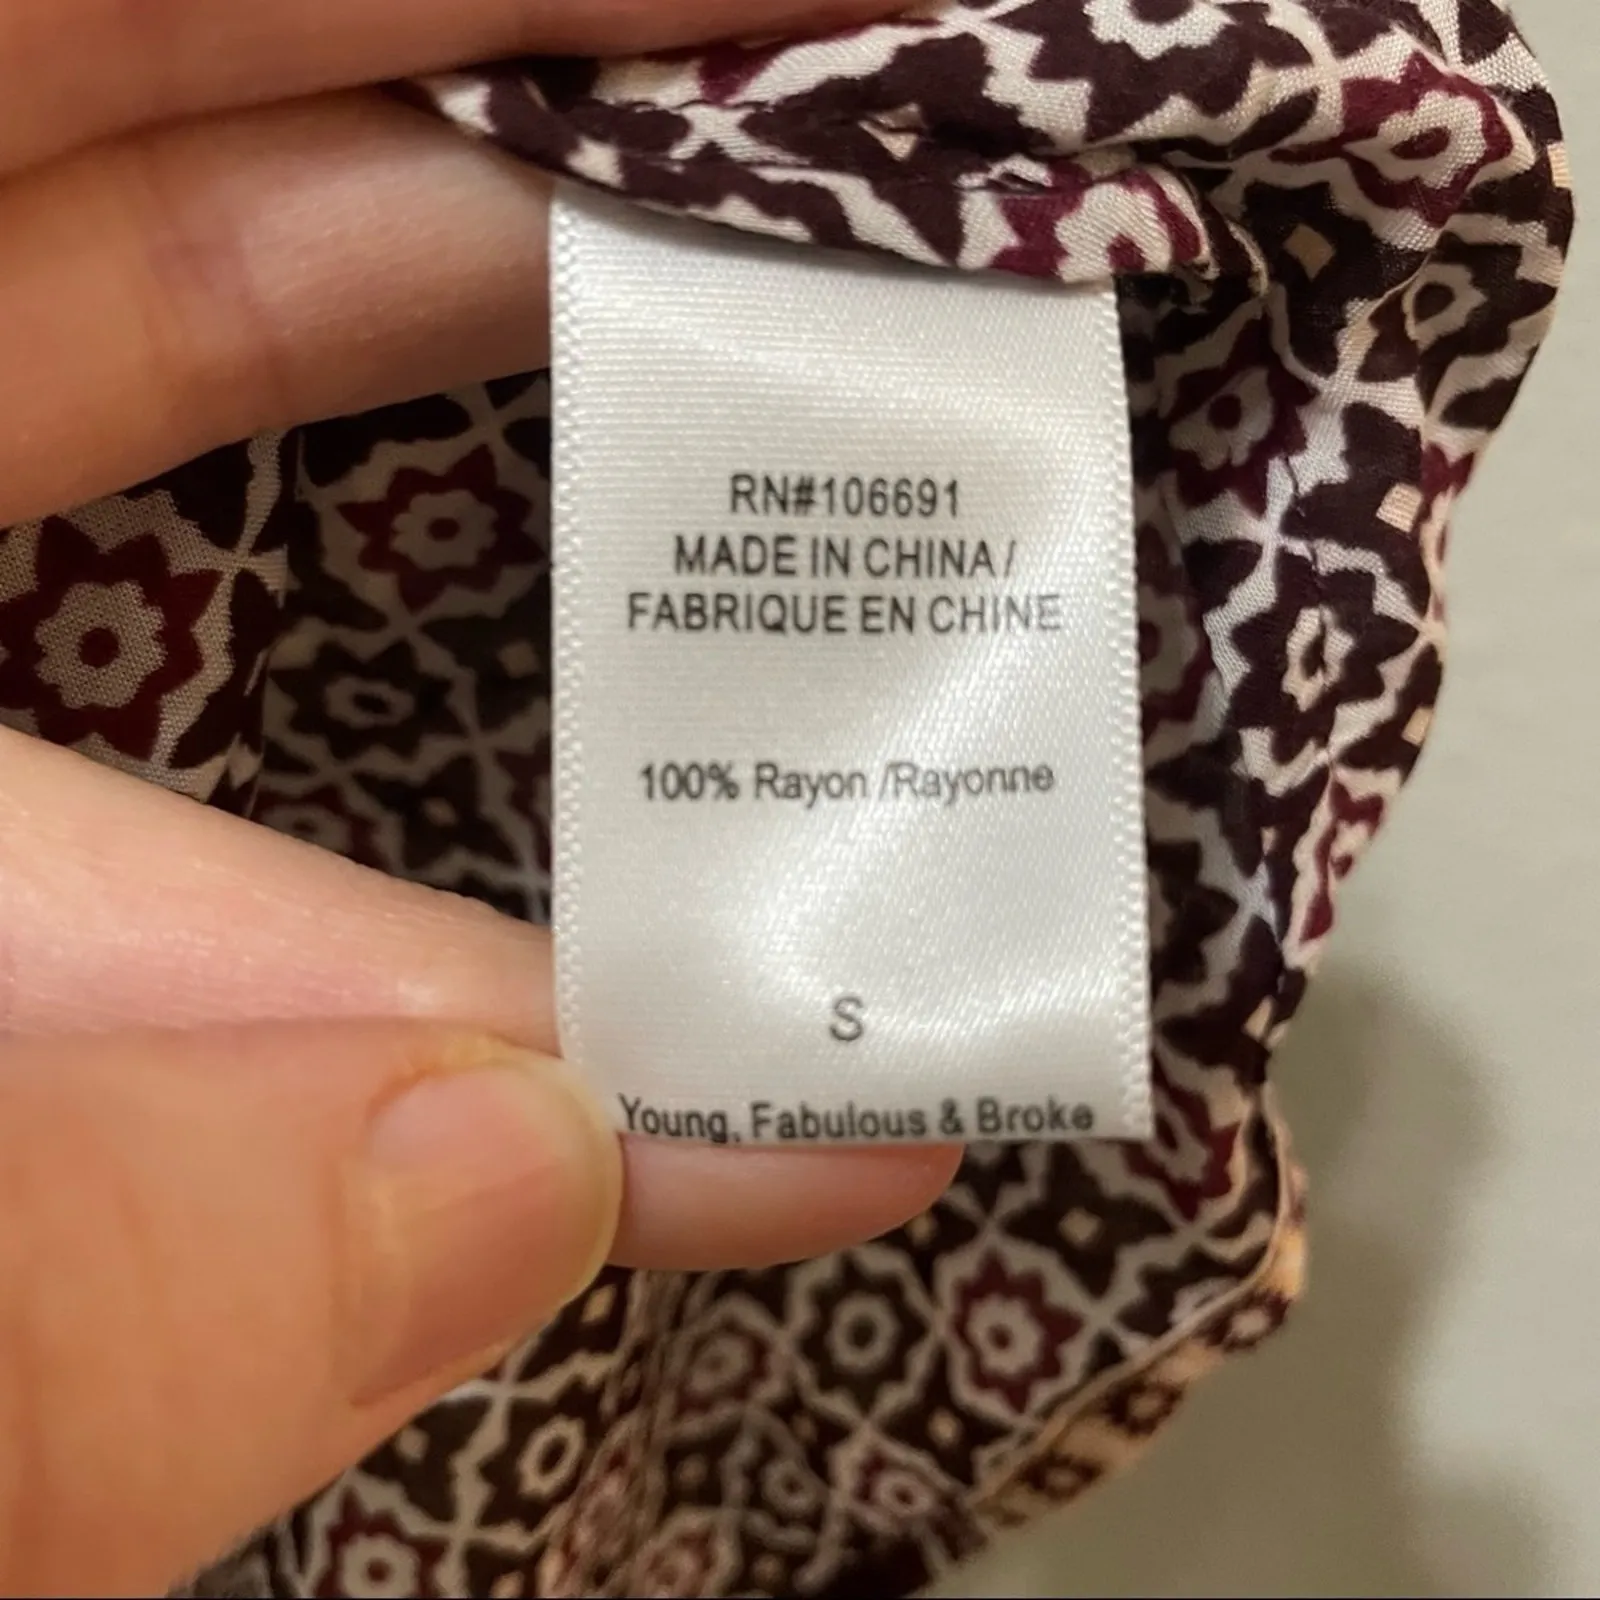 RN#106691
MADE IN CHINA /
FABRIQUE EN CHINE
100% Rayon /Rayonne
S
Young, Fabulous & Broke